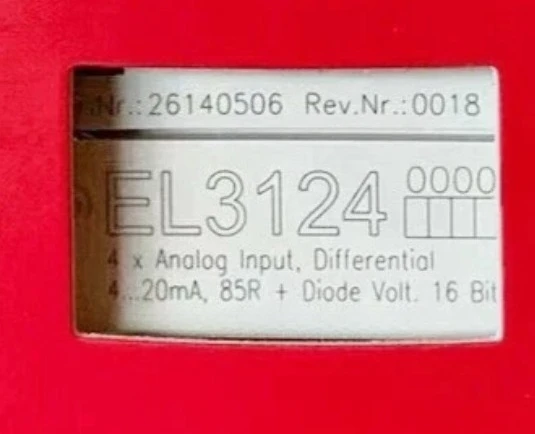 Nr.: 26140506 Rev.Nr.:0018
EL3124 0000
4 x Analog Input, Differential
4...20mA, 85R + Diode Volt. 16 Bit